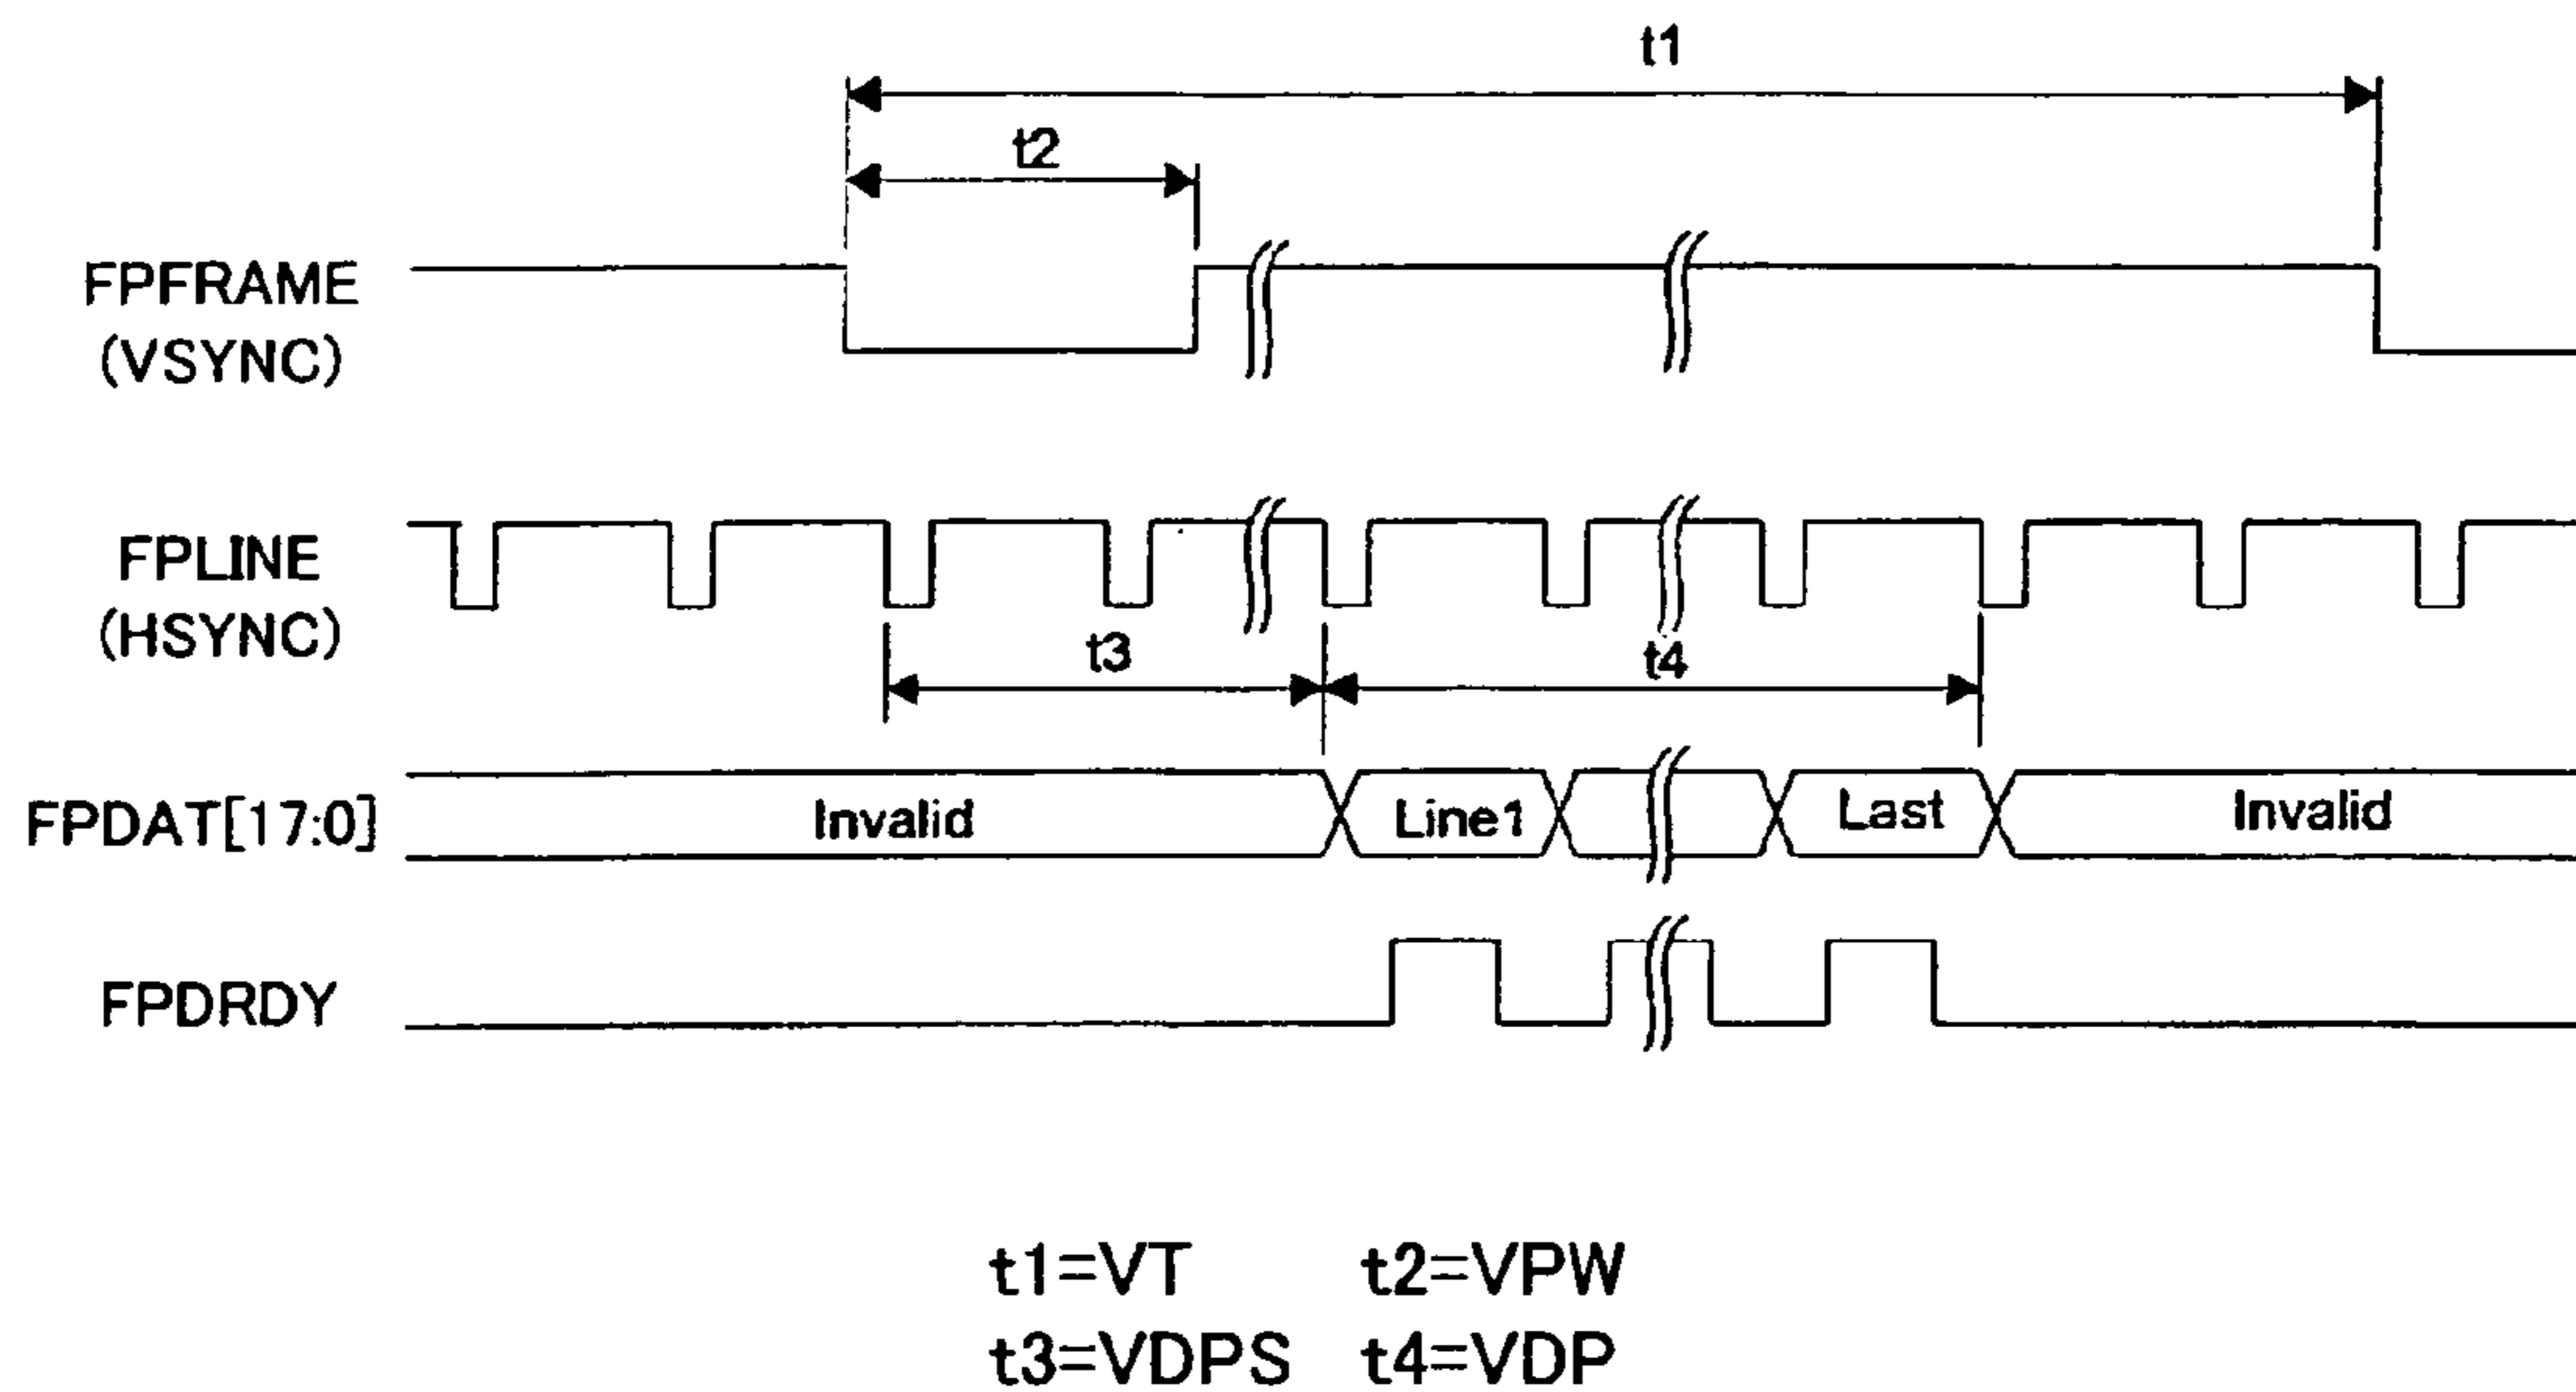 t1
t2
FPFRAME
(VSYNC)
FPLINE
(HSYNC)
t3
t4
FPDAT[17:0]
Invalid
Line1
Last
Invalid
FPDRDY
t1=VT t2=VPW
t3=VDPS t4=VDP